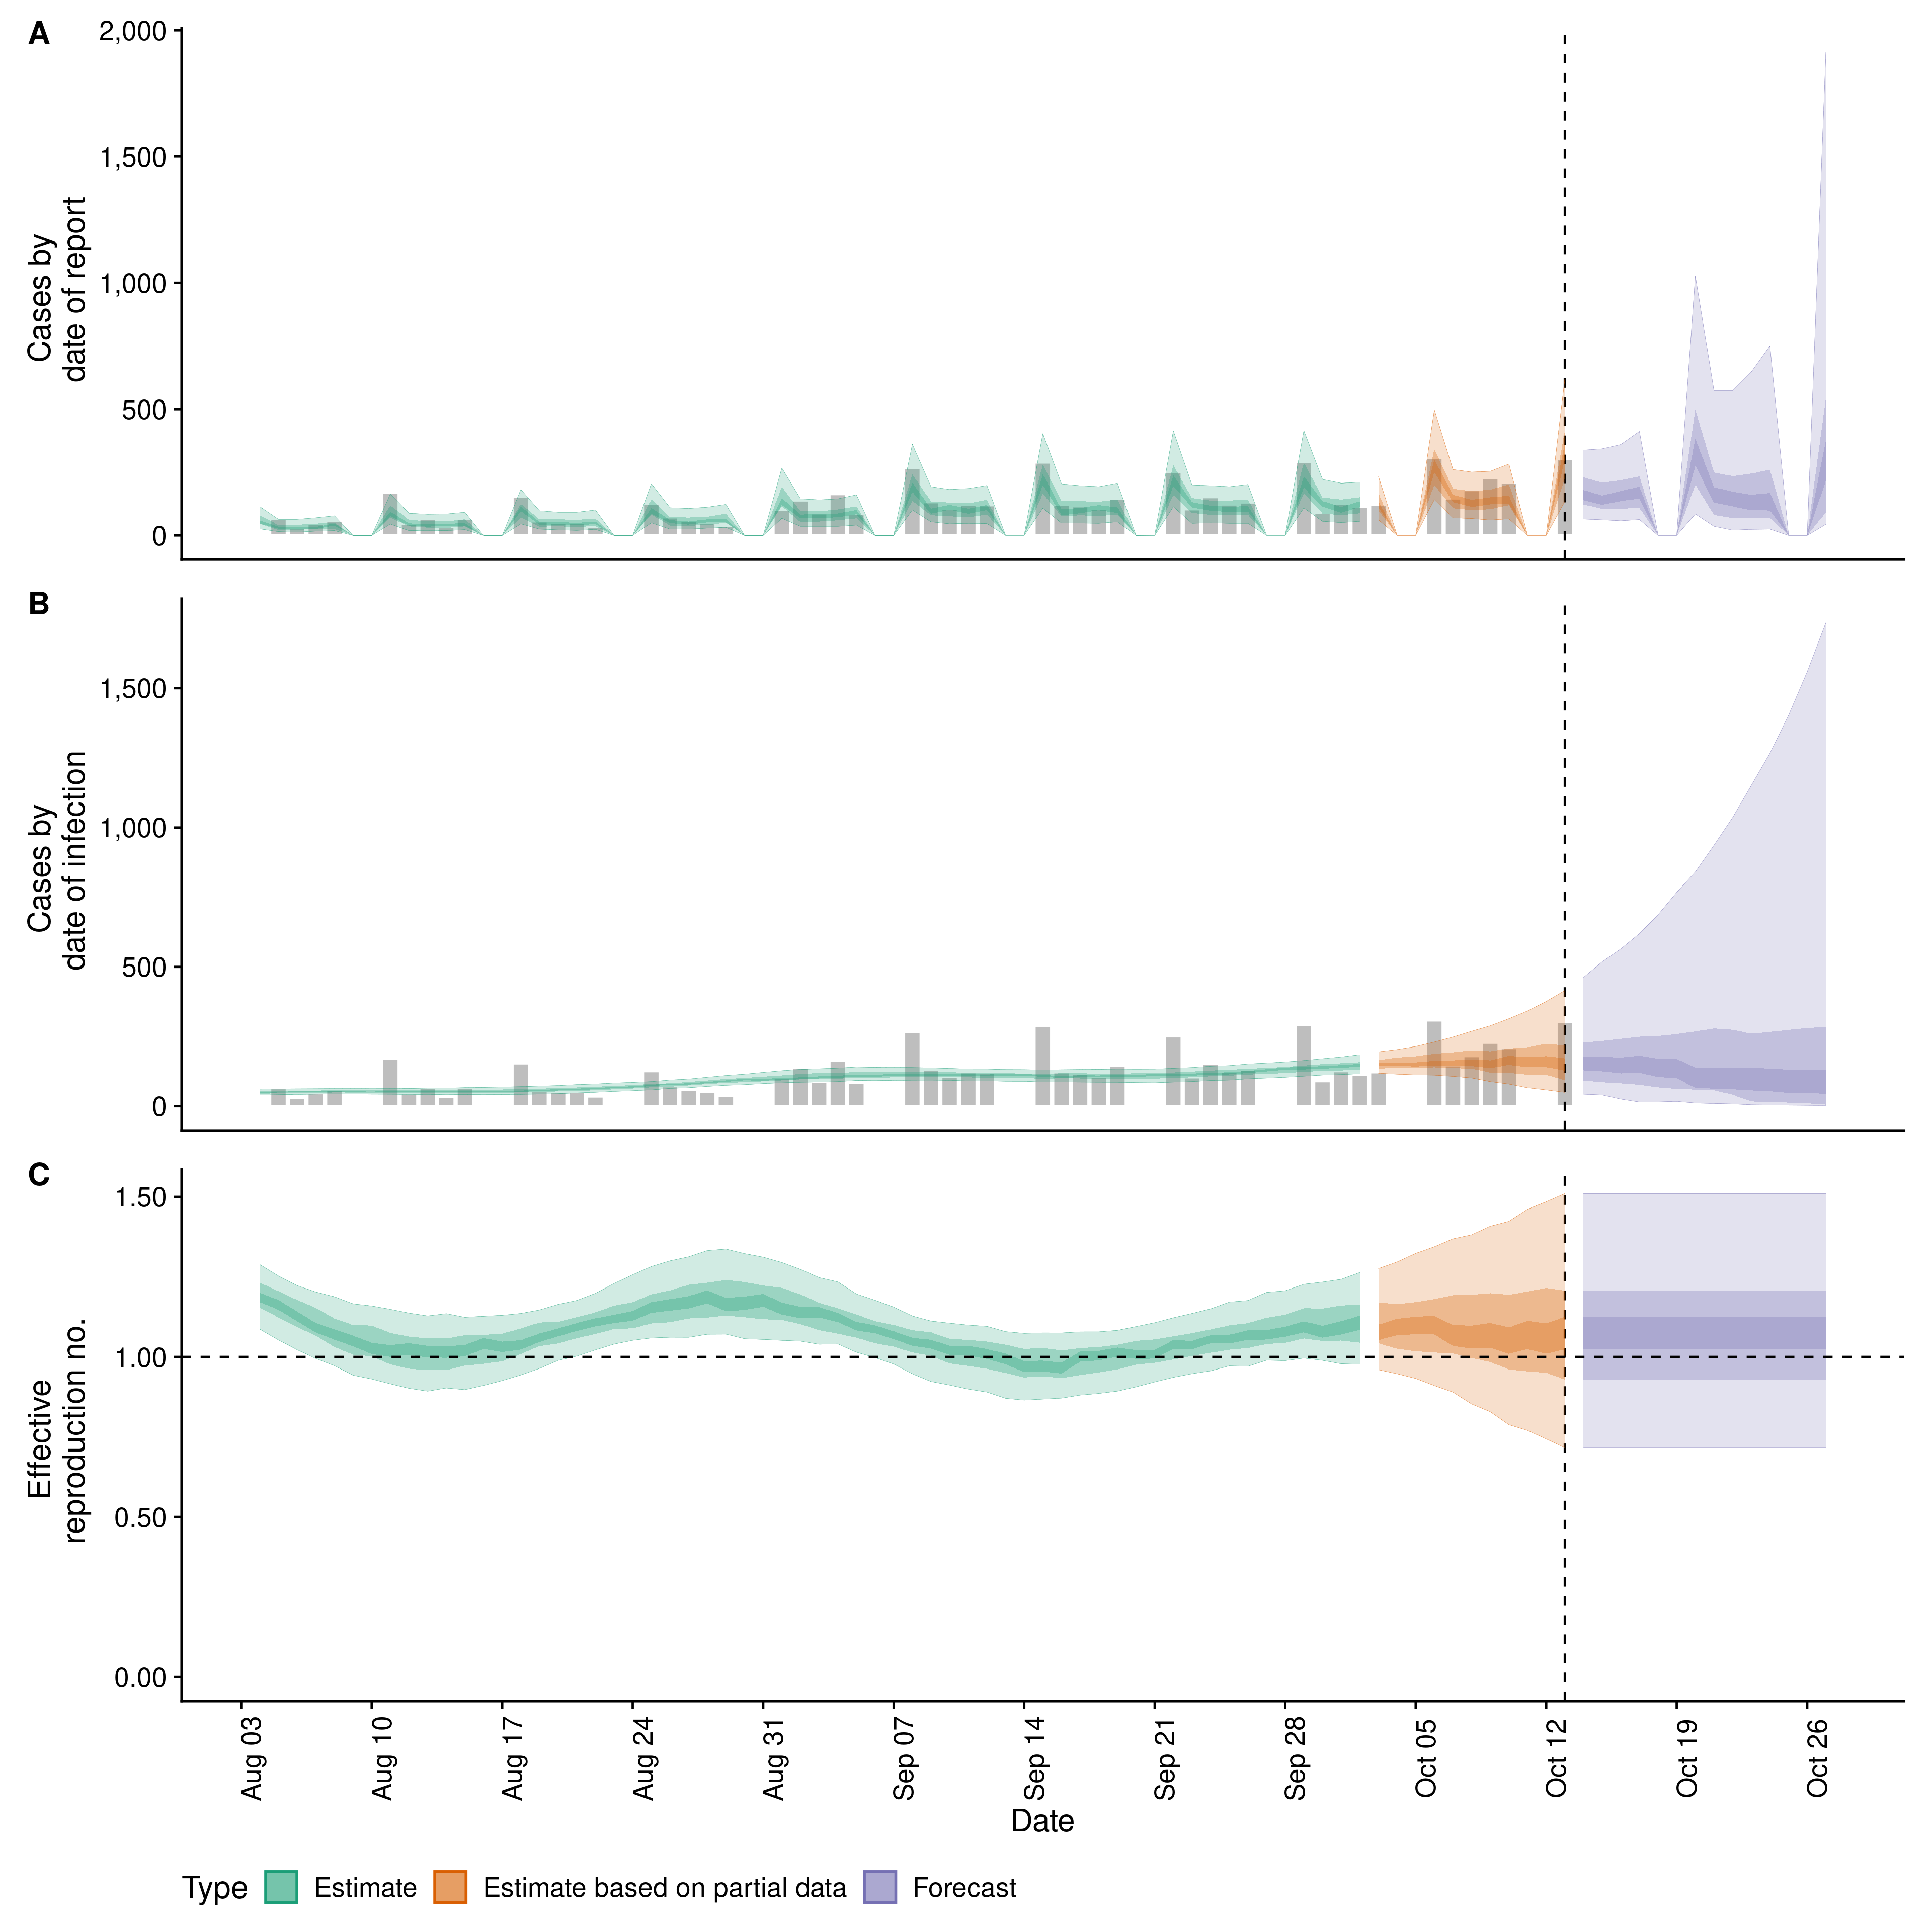 A
2,000
1,500
1,000
500
0
Cases by
date of report
B
1,500
1,000
500
0
Cases by
date of infection
C
1.50
1.00
0.50
0.00
Effective
reproduction no.
Aug 03
Aug 10
Aug 17
Aug 24
Aug 31
Sep 07
Sep 14
Sep 21
Sep 28
Oct 05
Oct 12
Oct 19
Oct 26
Date
Type Estimate Estimate based on partial data Forecast